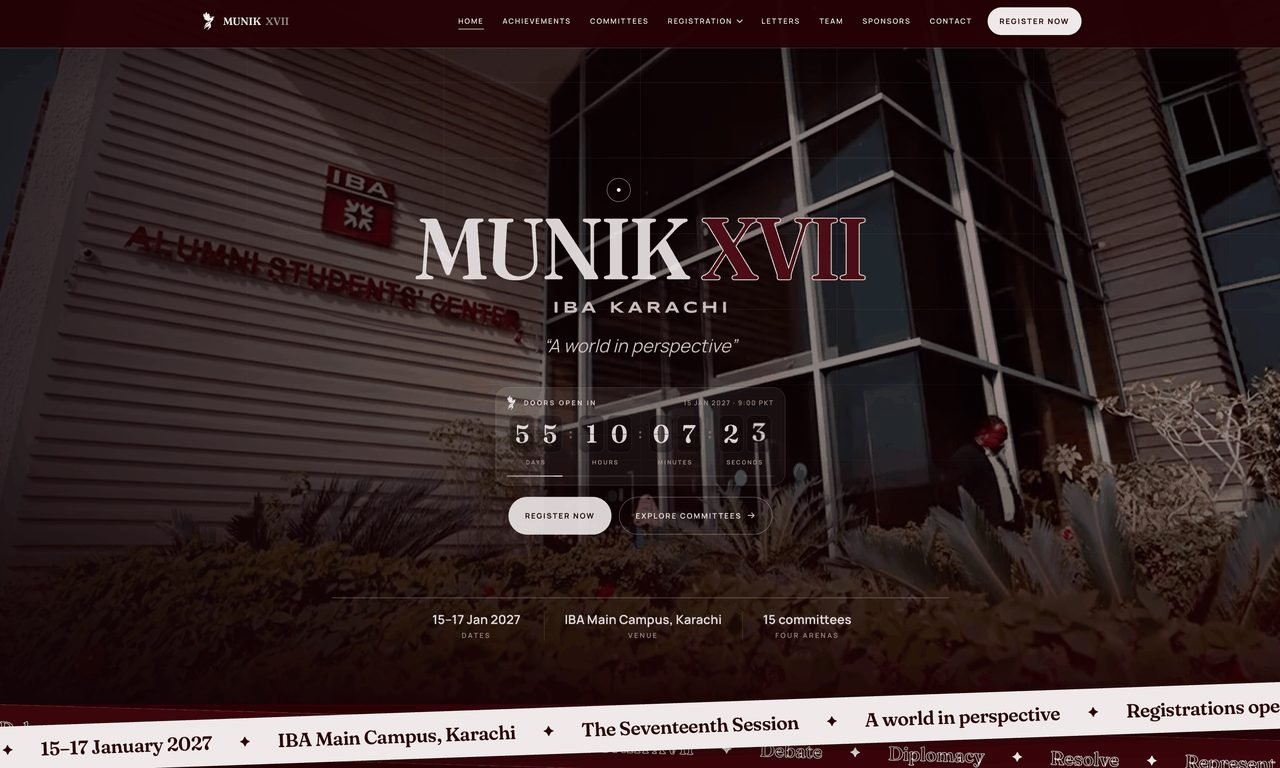 MUNIK XVII
HOME ACHIEVEMENTS COMMITTEES REGISTRATION LETTERS TEAM SPONSORS CONTACT REGISTER NOW
IBA
ALUMNI STUDENTS' CENTER
MUNIK XVII
IBA KARACHI
“A world in perspective”
DOORS OPEN IN 15 JAN 2027 · 9:00 PKT
55 : 10 : 07 : 23
DAYS HOURS MINUTES SECONDS
REGISTER NOW EXPLORE COMMITTEES →
15–17 Jan 2027 IBA Main Campus, Karachi 15 committees
DATES VENUE FOUR ARENAS
✦ 15–17 January 2027 ✦ IBA Main Campus, Karachi ✦ The Seventeenth Session ✦ A world in perspective ✦ Registrations ope
✦ Debate ✦ Diplomacy ✦ Resolve ✦ Represent